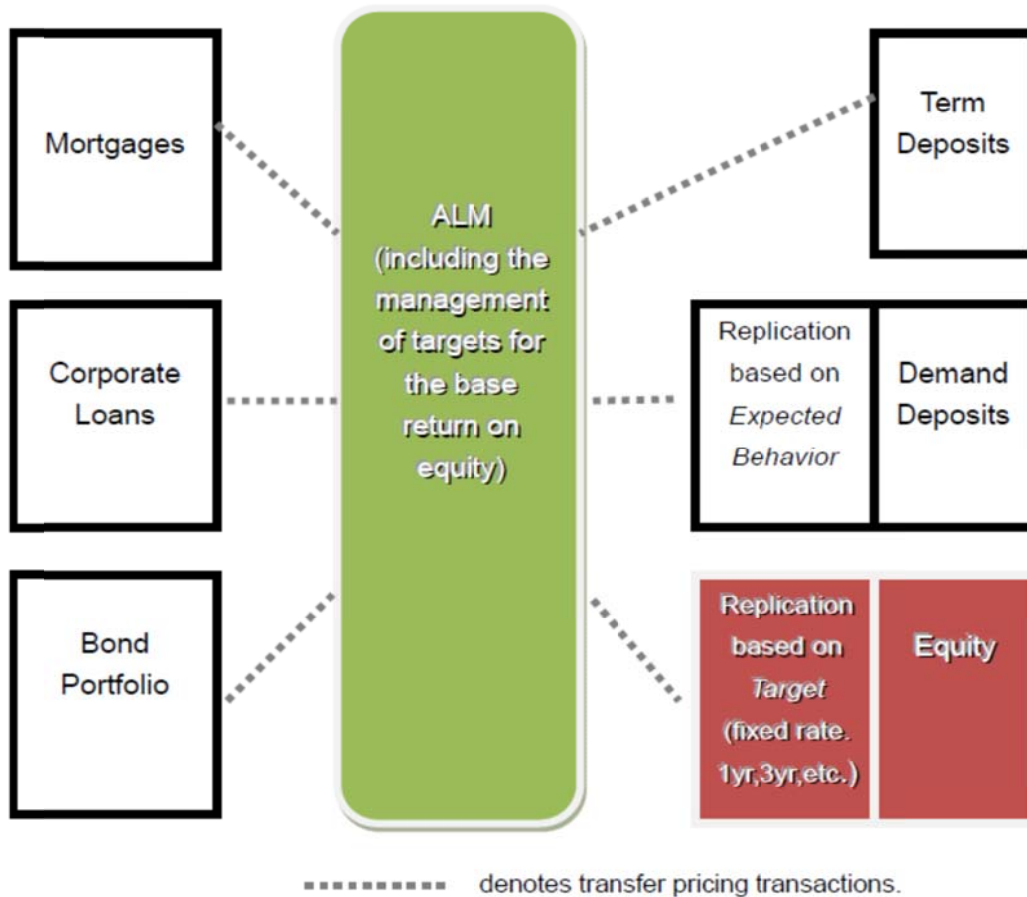 Mortgages
Corporate
Loans
Bond
Portfolio
ALM
(including the
management
of targets for
the base
return on
equity)
Term
Deposits
Replication
based on
Expected
Behavior
Demand
Deposits
Replication
based on
Target
(fixed rate.
1yr,3yr,etc.)
Equity
denotes transfer pricing transactions.